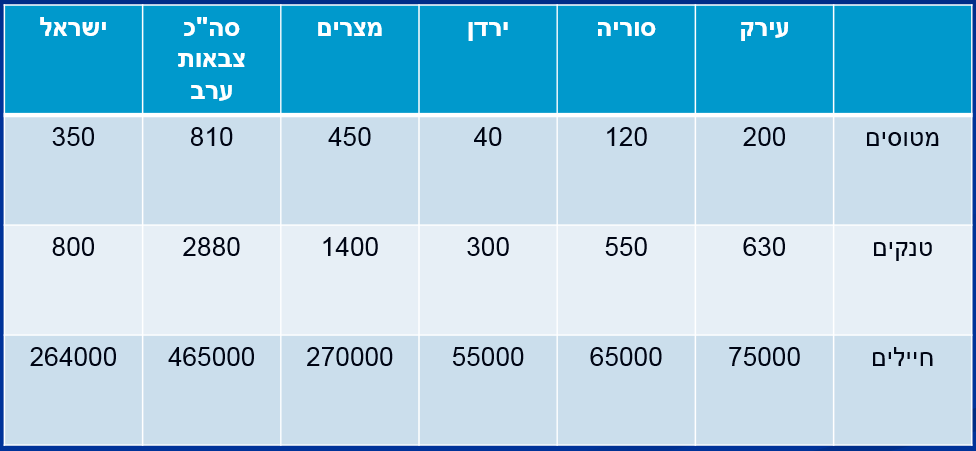 עירק סוריה ירדן מצרים סה"כ צבאות ערב ישראל
מטוסים 200 120 40 450 810 350
טנקים 630 550 300 1400 2880 800
חיילים 75000 65000 55000 270000 465000 264000